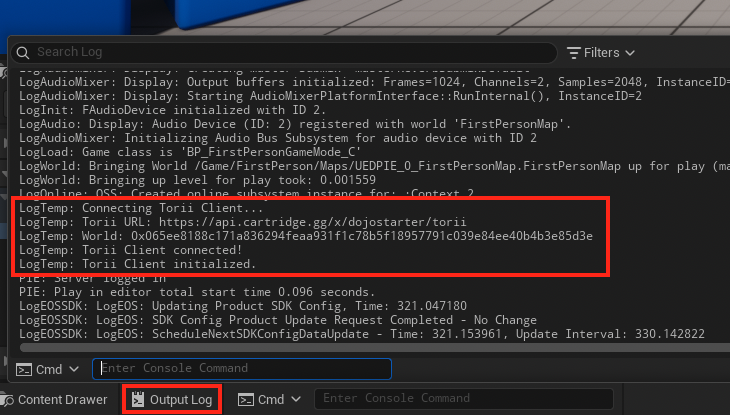 Search Log
Filters
LogAudioMixer: Display: Output buffers initialized: Frames=1024, Channels=2, Samples=2048, InstanceID=
LogAudioMixer: Display: Starting AudioMixerPlatformInterface::RunInternal(), InstanceID=2
LogInit: FAudioDevice initialized with ID 2.
LogAudio: Display: Audio Device (ID: 2) registered with world 'FirstPersonMap'.
LogAudioMixer: Initializing Audio Bus Subsystem for audio device with ID 2
LogLoad: Game class is 'BP_FirstPersonGameMode_C'
LogWorld: Bringing World /Game/FirstPerson/Maps/UEDPIE_0_FirstPersonMap.FirstPersonMap up for play (ma
LogWorld: Bringing up level for play took: 0.001559
LogOnline: OSS: Created online subsystem instance for: :Context_2
LogTemp: Connecting Torii Client...
LogTemp: Torii URL: https://api.cartridge.gg/x/dojostarter/torii
LogTemp: World: 0x065ee8188c171a836294feaa931f1c78b5f18957791c039e84ee40b4b3e85d3e
LogTemp: Torii Client connected!
LogTemp: Torii Client initialized.
PIE: Server logged in
PIE: Play in editor total start time 0.096 seconds.
LogEOSSDK: LogEOS: Updating Product SDK Config, Time: 321.047180
LogEOSSDK: LogEOS: SDK Config Product Update Request Completed - No Change
LogEOSSDK: LogEOS: ScheduleNextSDKConfigDataUpdate - Time: 321.153961, Update Interval: 330.142822
Cmd
Enter Console Command
Content Drawer
Output Log
Cmd
Enter Console Command